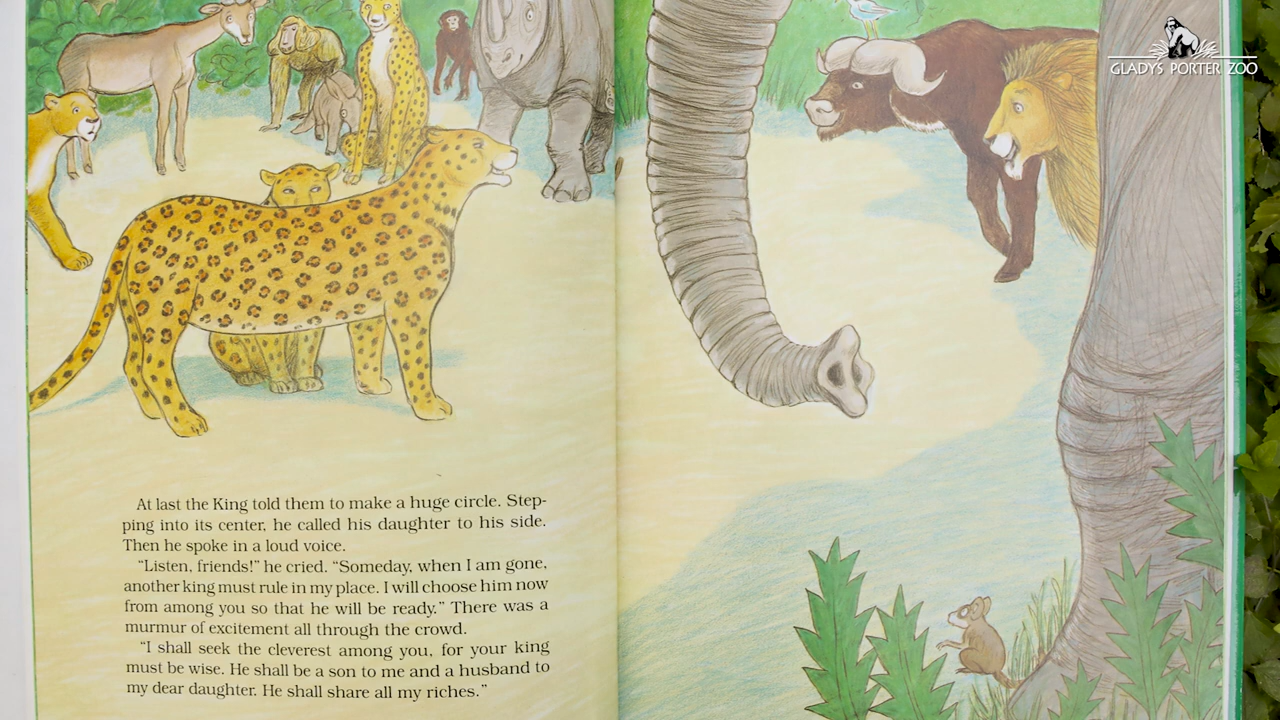 GLADYS PORTER ZOO
At last the King told them to make a huge circle. Step-
ping into its center, he called his daughter to his side.
Then he spoke in a loud voice.
“Listen, friends!” he cried. “Someday, when I am gone,
another king must rule in my place. I will choose him now
from among you so that he will be ready.” There was a
murmur of excitement all through the crowd.
“I shall seek the cleverest among you, for your king
must be wise. He shall be a son to me and a husband to
my dear daughter. He shall share all my riches.”